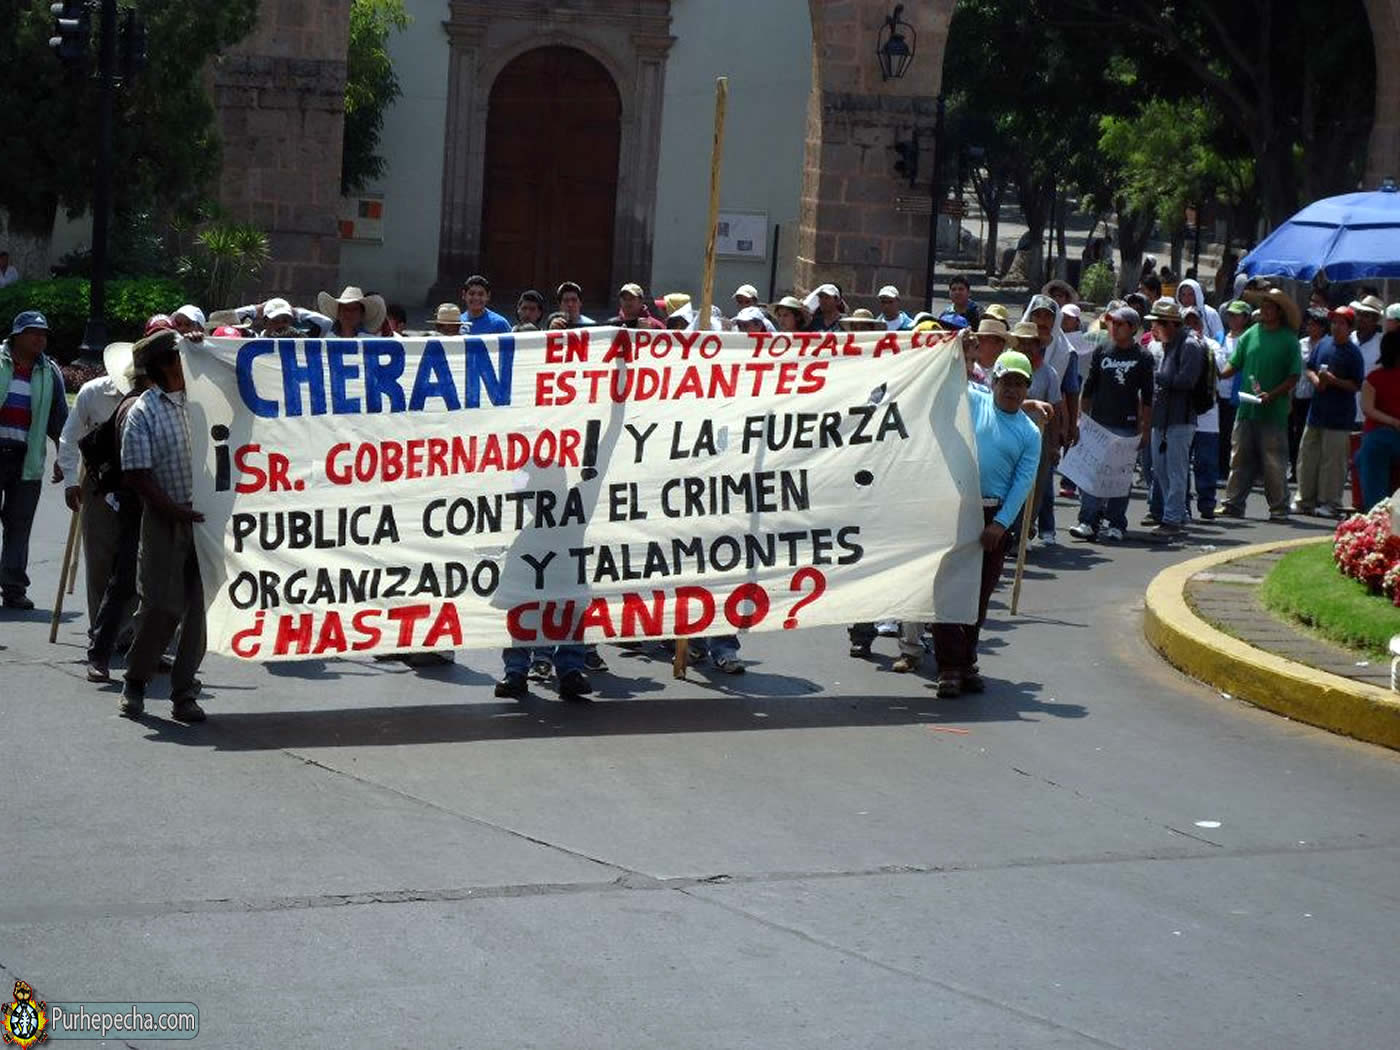 CHERAN EN APOYO TOTAL A LOS
ESTUDIANTES
¡SR. GOBERNADOR! Y LA FUERZA
PUBLICA CONTRA EL CRIMEN
ORGANIZADO Y TALAMONTES
¿HASTA CUANDO?
Chicago
Purhepecha.com